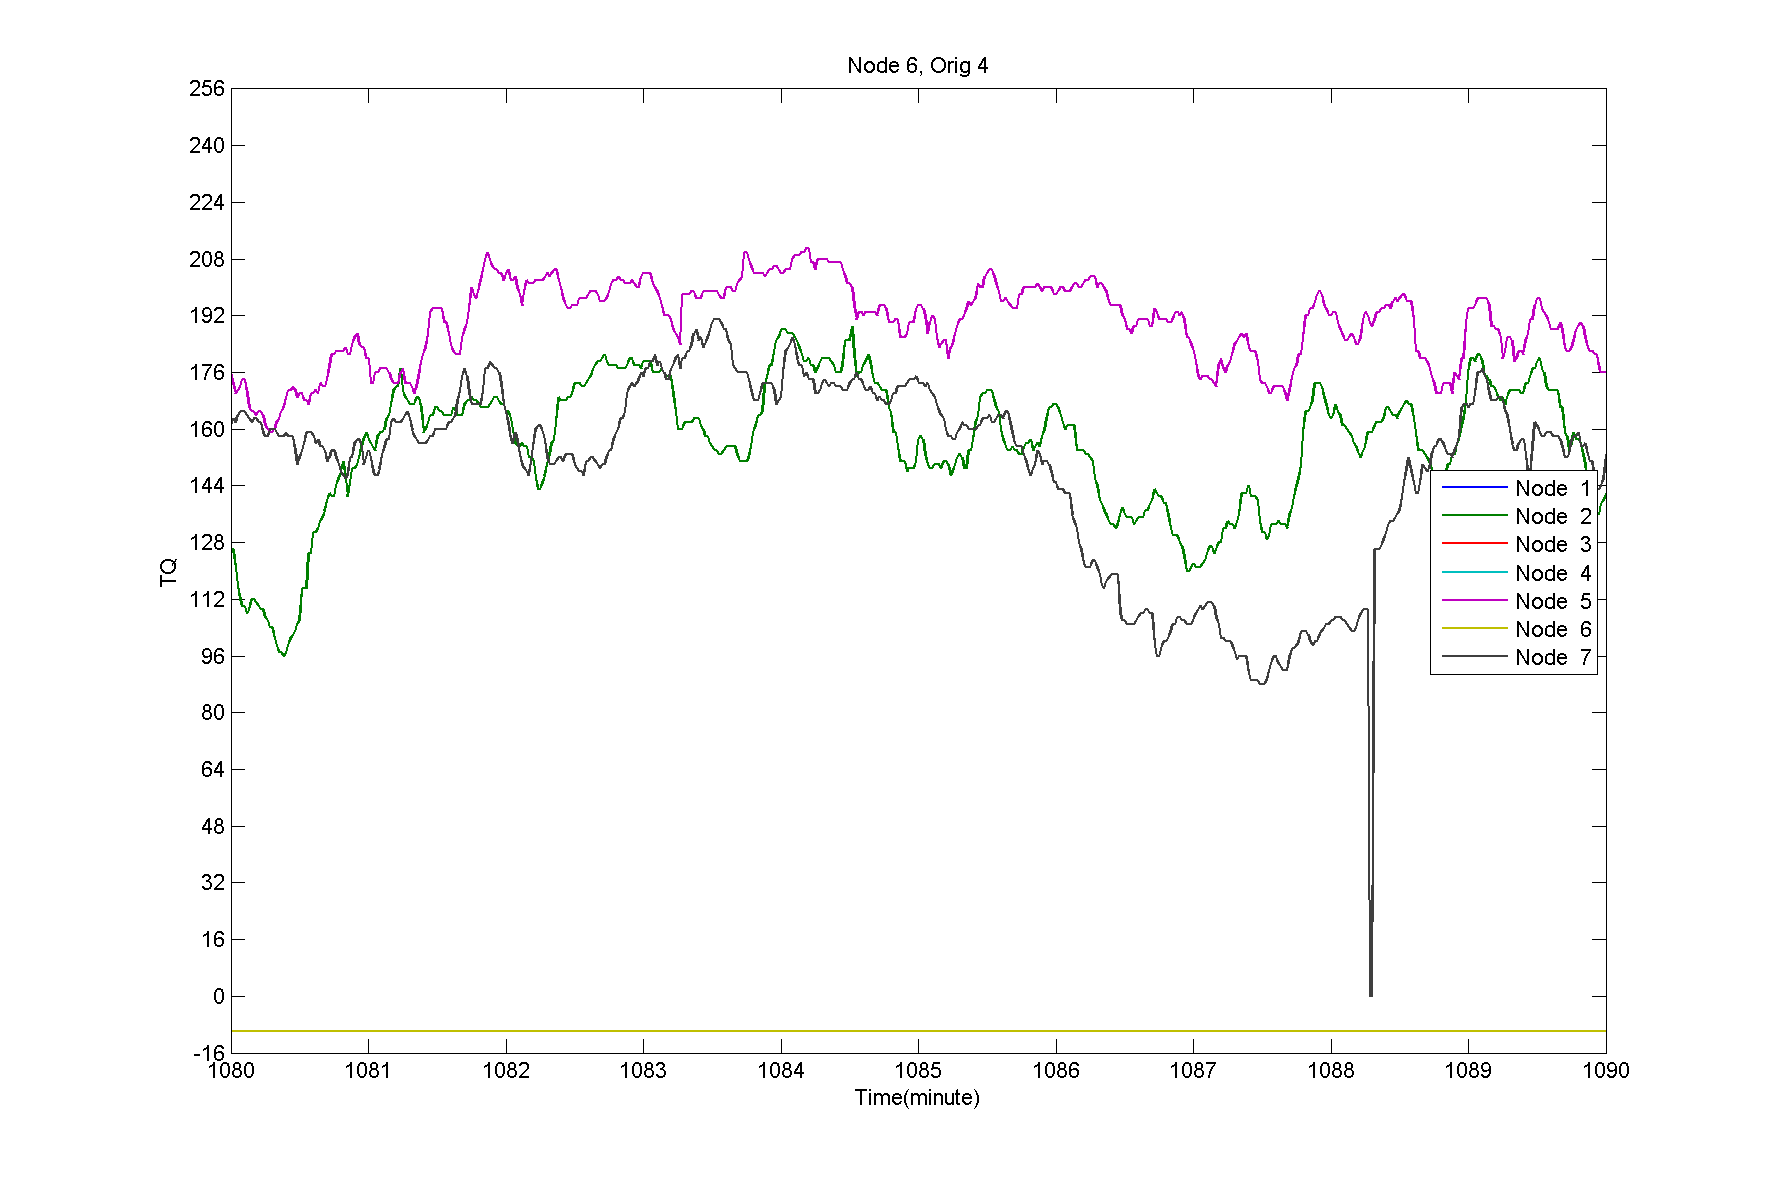 Node 6, Orig 4
256
240
224
208
192
176
160
144
128
112
96
80
64
48
32
16
0
-16
TQ
1080 1081 1082 1083 1084 1085 1086 1087 1088 1089 1090
Time(minute)
Node 1
Node 2
Node 3
Node 4
Node 5
Node 6
Node 7